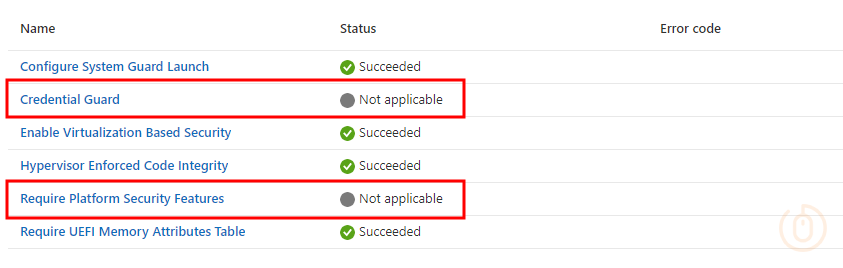 Name Status Error code
Configure System Guard Launch Succeeded
Credential Guard Not applicable
Enable Virtualization Based Security Succeeded
Hypervisor Enforced Code Integrity Succeeded
Require Platform Security Features Not applicable
Require UEFI Memory Attributes Table Succeeded